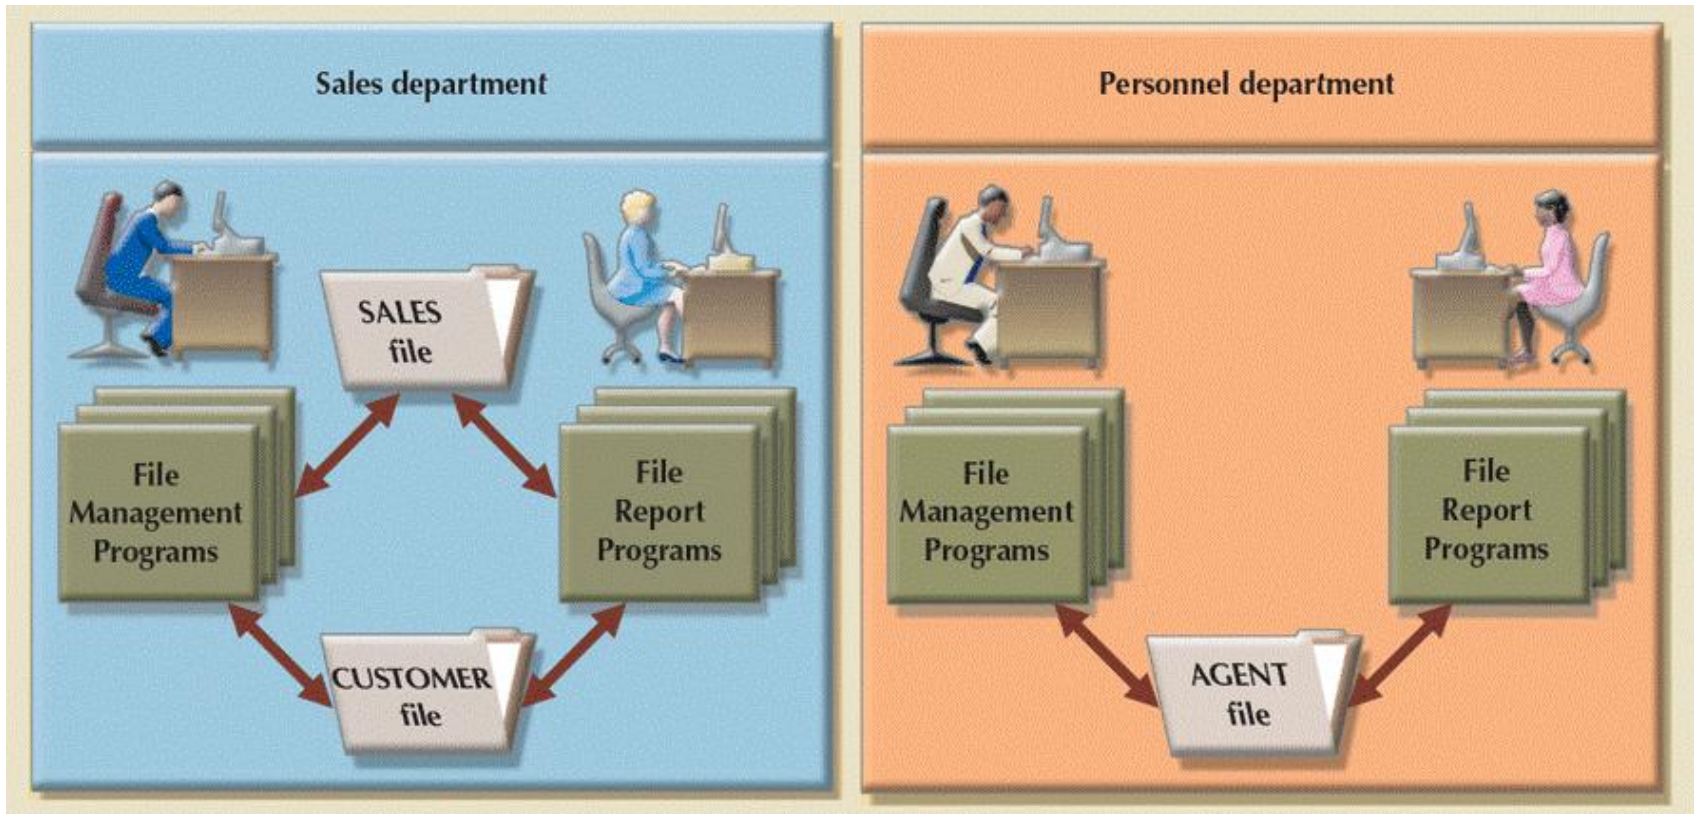 Sales department
SALES
file
File
Management
Programs
File
Report
Programs
CUSTOMER
file
Personnel department
File
Management
Programs
File
Report
Programs
AGENT
file